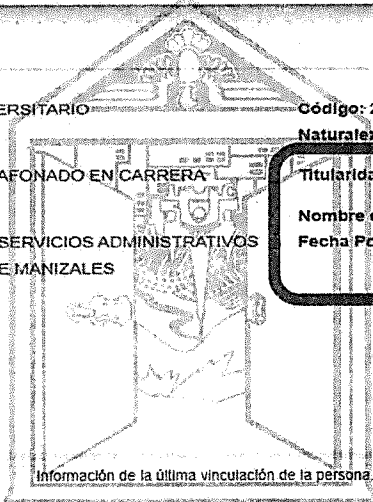 ERSITARIO Código: 2
Naturalez
AFONADO EN CARRERA Titularida
Nombre d
SERVICIOS ADMINISTRATIVOS Fecha Po
E MANIZALES
Información de la última vinculación de la persona.